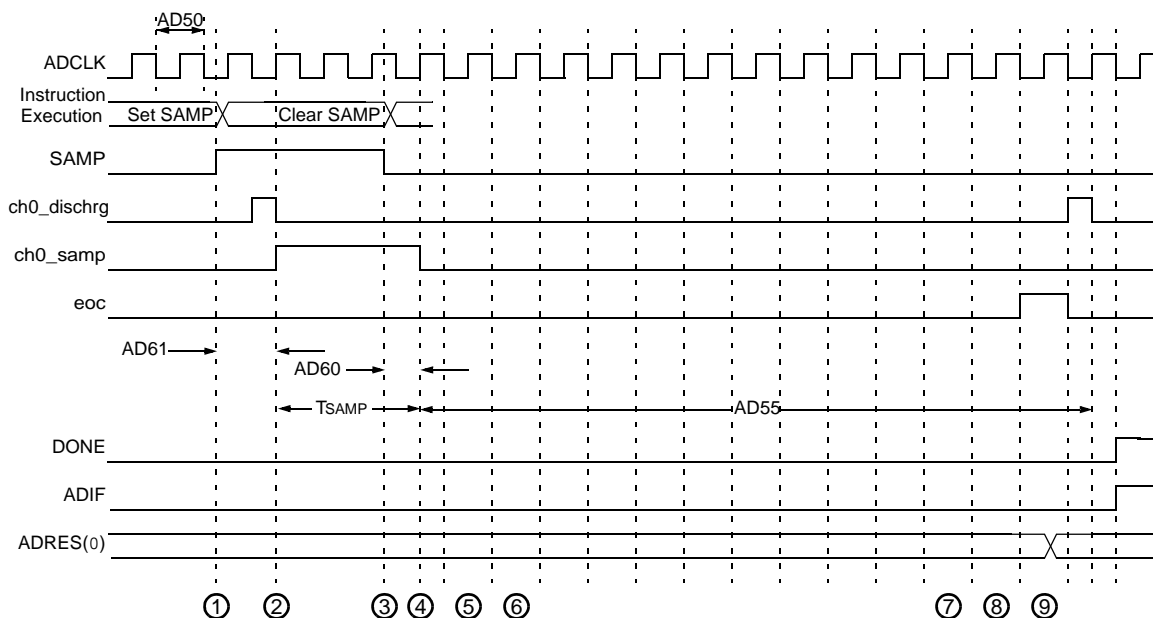 AD50
ADCLK
Instruction
Execution
Set SAMP
Clear SAMP
SAMP
ch0_dischrg
ch0_samp
eoc
AD61
AD60
TSAMP
AD55
DONE
ADIF
ADRES(0)
1 2 3 4 5 6 7 8 9